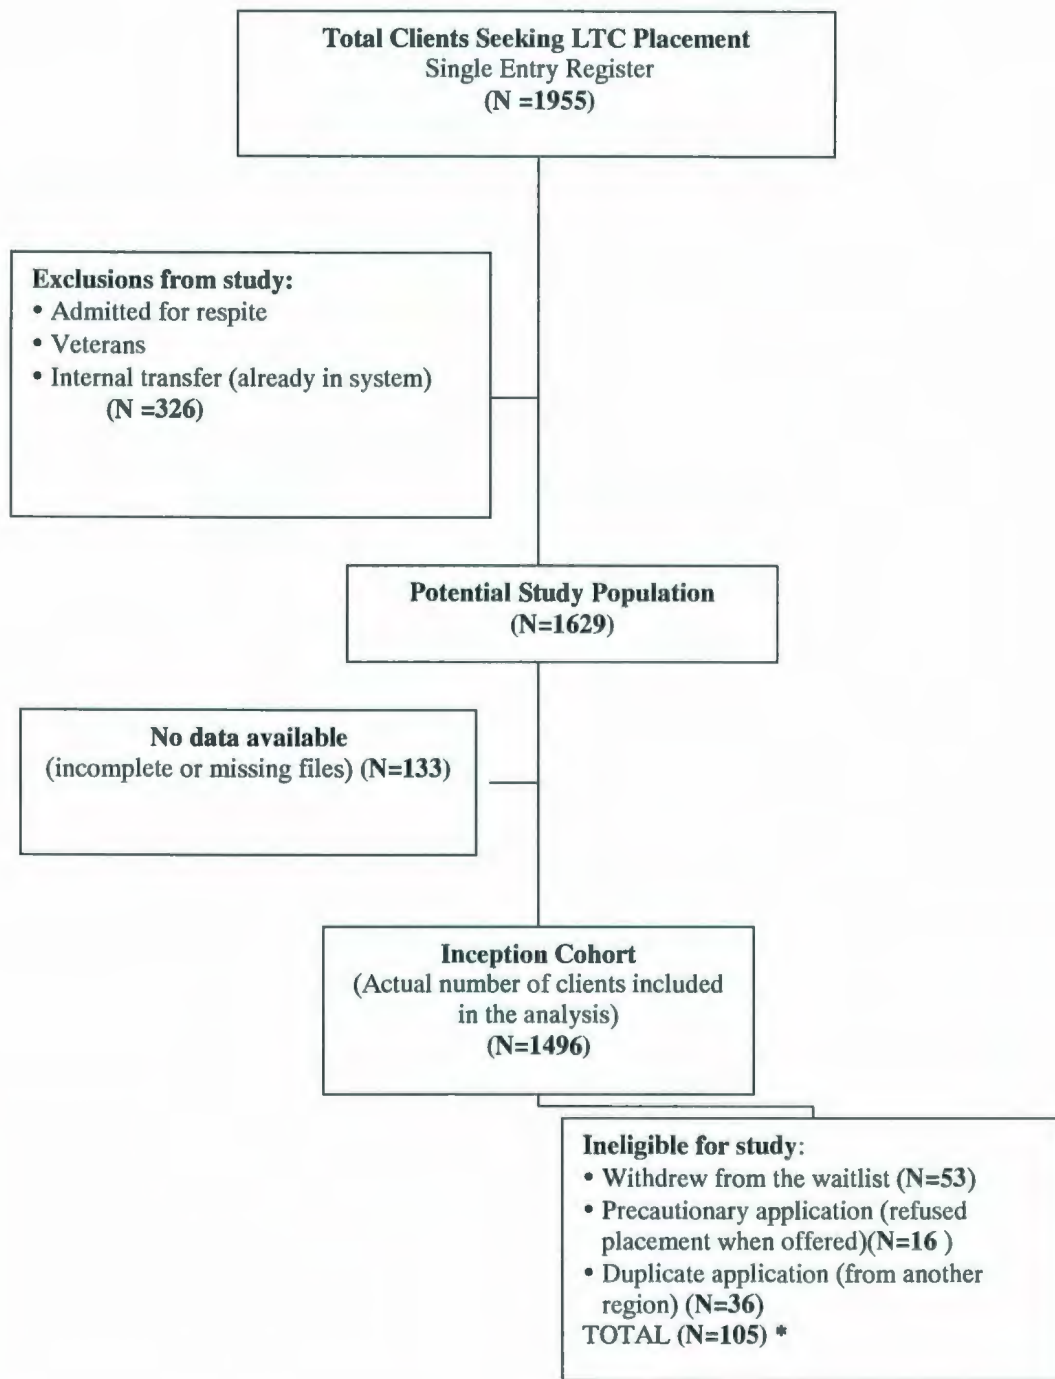 Total Clients Seeking LTC Placement
Single Entry Register
(N =1955)
Exclusions from study:
• Admitted for respite
• Veterans
• Internal transfer (already in system)
(N =326)
Potential Study Population
(N=1629)
No data available
(incomplete or missing files) (N=133)
Inception Cohort
(Actual number of clients included
in the analysis)
(N=1496)
Ineligible for study:
• Withdrew from the waitlist (N=53)
• Precautionary application (refused
placement when offered)(N=16 )
• Duplicate application (from another
region) (N=36)
TOTAL (N=105) *